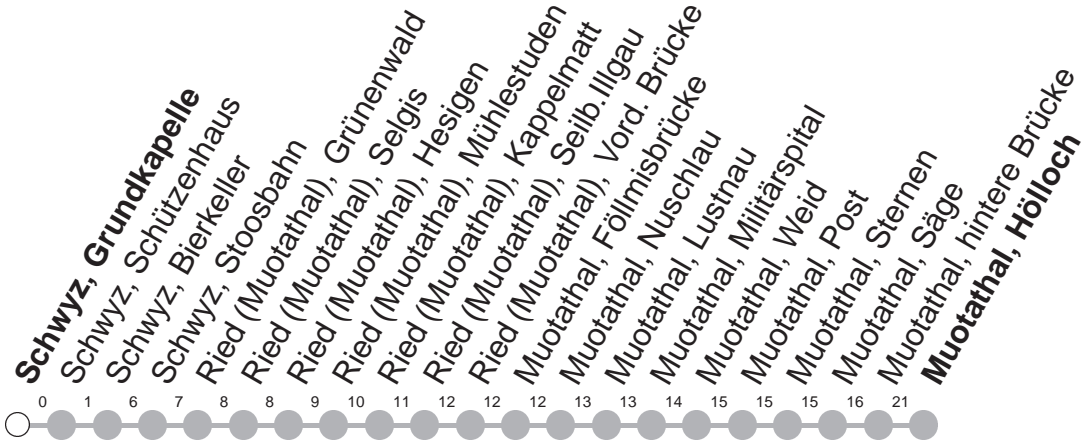 Schwyz, Grundkapelle
Schwyz, Schützenhaus
Schwyz, Bierkeller
Schwyz, Stoosbahn
Ried (Muotathal), Grünenwald
Ried (Muotathal), Selgis
Ried (Muotathal), Hesigen
Ried (Muotathal), Mühlestuden
Ried (Muotathal), Kappelmatt
Ried (Muotathal), Seilb.Illgau
Ried (Muotathal), Vord. Brücke
Muotathal, Föllmisbrücke
Muotathal, Nuschlau
Muotathal, Lustnau
Muotathal, Militärspital
Muotathal, Weid
Muotathal, Post
Muotathal, Sternen
Muotathal, Säge
Muotathal, hintere Brücke
Muotathal, Hölloch
0 1 6 7 8 8 9 10 11 12 12 12 13 13 14 15 15 15 16 21